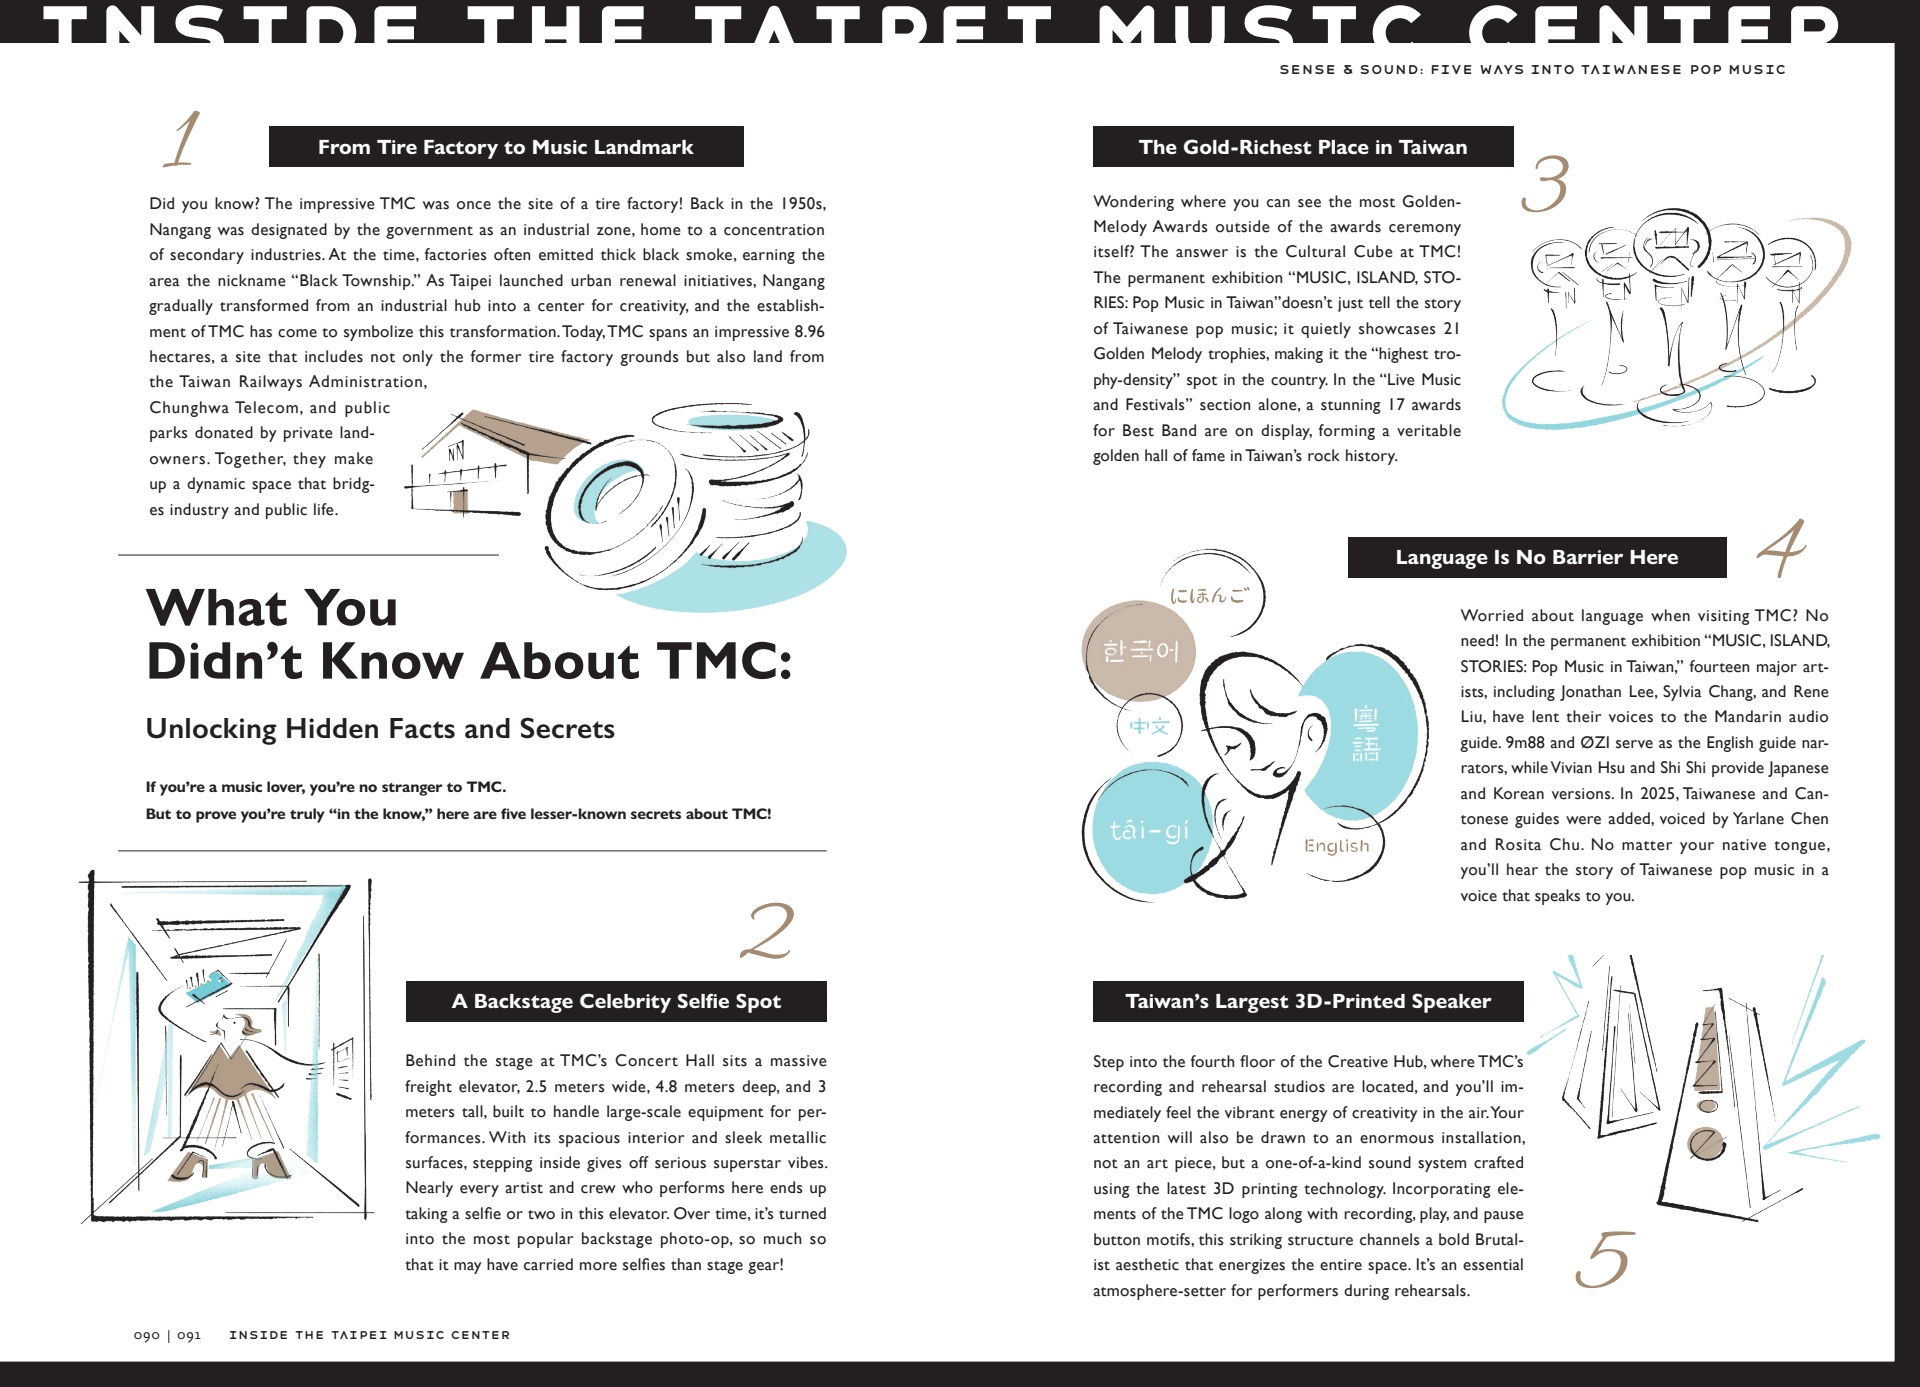 INSIDE THE TAIPEI MUSIC CENTER
SENSE & SOUND: FIVE WAYS INTO TAIWANESE POP MUSIC
1
From Tire Factory to Music Landmark
Did you know? The impressive TMC was once the site of a tire factory! Back in the 1950s,
Nangang was designated by the government as an industrial zone, home to a concentration
of secondary industries. At the time, factories often emitted thick black smoke, earning the
area the nickname “Black Township.” As Taipei launched urban renewal initiatives, Nangang
gradually transformed from an industrial hub into a center for creativity, and the establish-
ment of TMC has come to symbolize this transformation. Today, TMC spans an impressive 8.96
hectares, a site that includes not only the former tire factory grounds but also land from
the Taiwan Railways Administration,
Chunghwa Telecom, and public
parks donated by private land-
owners. Together, they make
up a dynamic space that bridg-
es industry and public life.
What You
Didn’t Know About TMC:
Unlocking Hidden Facts and Secrets
If you’re a music lover, you’re no stranger to TMC.
But to prove you’re truly “in the know,” here are five lesser-known secrets about TMC!
2
A Backstage Celebrity Selfie Spot
Behind the stage at TMC’s Concert Hall sits a massive
freight elevator, 2.5 meters wide, 4.8 meters deep, and 3
meters tall, built to handle large-scale equipment for per-
formances. With its spacious interior and sleek metallic
surfaces, stepping inside gives off serious superstar vibes.
Nearly every artist and crew who performs here ends up
taking a selfie or two in this elevator. Over time, it’s turned
into the most popular backstage photo-op, so much so
that it may have carried more selfies than stage gear!
The Gold-Richest Place in Taiwan
3
Wondering where you can see the most Golden-
Melody Awards outside of the awards ceremony
itself? The answer is the Cultural Cube at TMC!
The permanent exhibition “MUSIC, ISLAND, STO-
RIES: Pop Music in Taiwan”doesn’t just tell the story
of Taiwanese pop music; it quietly showcases 21
Golden Melody trophies, making it the “highest tro-
phy-density” spot in the country. In the “Live Music
and Festivals” section alone, a stunning 17 awards
for Best Band are on display, forming a veritable
golden hall of fame in Taiwan’s rock history.
Language Is No Barrier Here
4
にほんご
한국어
中文
粵
語
tâi-gí
English
Worried about language when visiting TMC? No
need! In the permanent exhibition “MUSIC, ISLAND,
STORIES: Pop Music in Taiwan,” fourteen major art-
ists, including Jonathan Lee, Sylvia Chang, and Rene
Liu, have lent their voices to the Mandarin audio
guide. 9m88 and ØZI serve as the English guide nar-
rators, while Vivian Hsu and Shi Shi provide Japanese
and Korean versions. In 2025, Taiwanese and Can-
tonese guides were added, voiced by Yarlane Chen
and Rosita Chu. No matter your native tongue,
you’ll hear the story of Taiwanese pop music in a
voice that speaks to you.
Taiwan’s Largest 3D-Printed Speaker
Step into the fourth floor of the Creative Hub, where TMC’s
recording and rehearsal studios are located, and you’ll im-
mediately feel the vibrant energy of creativity in the air. Your
attention will also be drawn to an enormous installation,
not an art piece, but a one-of-a-kind sound system crafted
using the latest 3D printing technology. Incorporating ele-
ments of the TMC logo along with recording, play, and pause
button motifs, this striking structure channels a bold Brutal-
ist aesthetic that energizes the entire space. It’s an essential
atmosphere-setter for performers during rehearsals.
5
090 | 091 INSIDE THE TAIPEI MUSIC CENTER